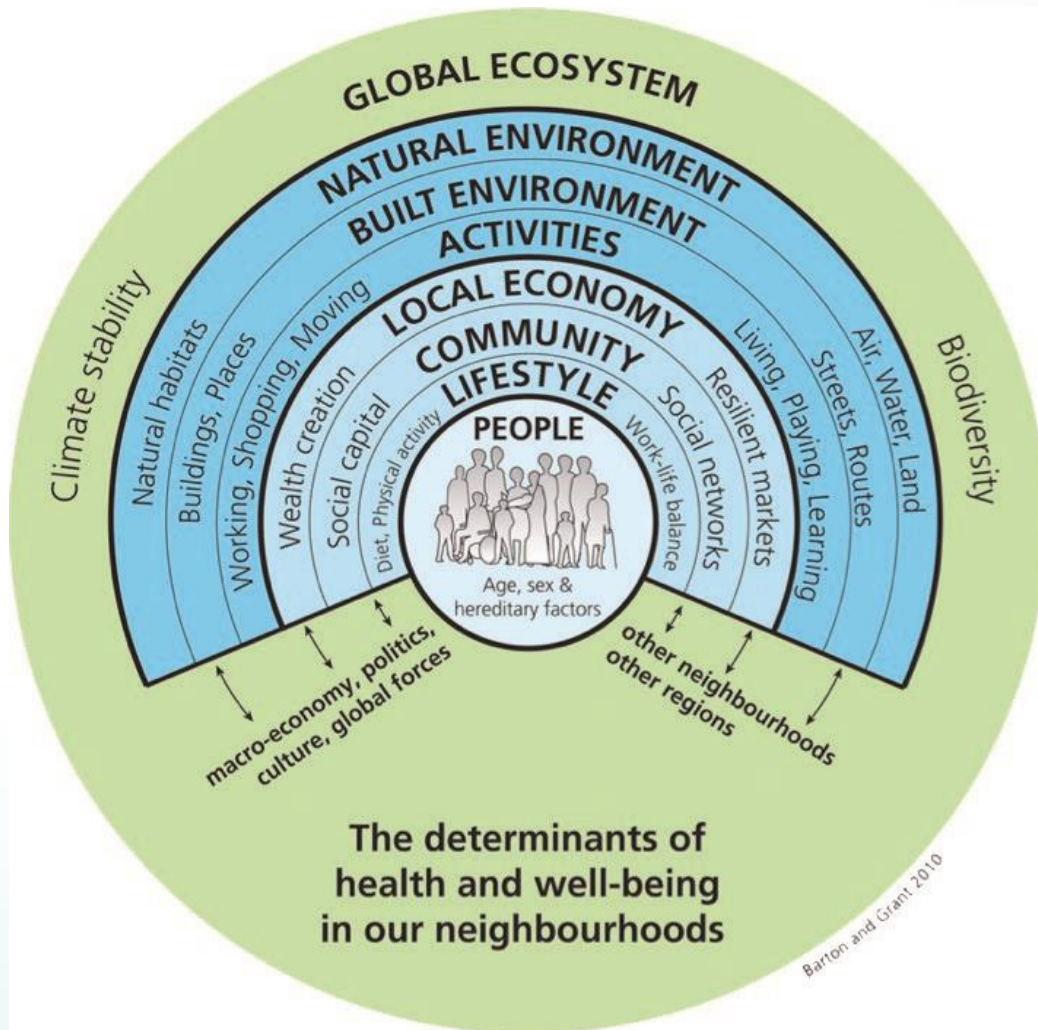 GLOBAL ECOSYSTEM
NATURAL ENVIRONMENT
BUILT ENVIRONMENT
ACTIVITIES
LOCAL ECONOMY
COMMUNITY
LIFESTYLE
PEOPLE
Age, sex &
hereditary factors
Climate stability
Natural habitats
Buildings, Places
Working, Shopping, Moving
Wealth creation
Social capital
Diet, Physical activity
Work-life balance
Social networks
Resilient markets
Living, Playing, Learning
Streets, Routes
Air, Water, Land
Biodiversity
macro-economy, politics,
culture, global forces
other neighbourhoods
other regions
The determinants of
health and well-being
in our neighbourhoods
Barton and Grant 2010